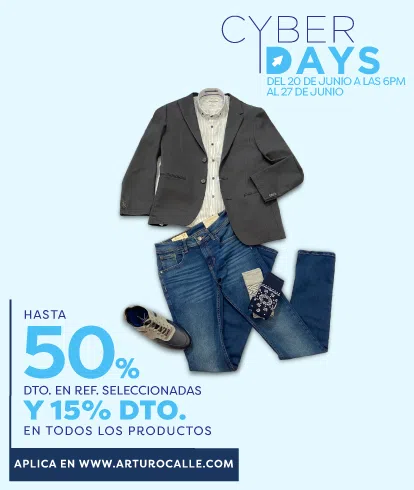 CYBER
DAYS
DEL 20 DE JUNIO A LAS 6PM
AL 27 DE JUNIO
HASTA
50%
DTO. EN REF. SELECCIONADAS
Y 15% DTO.
EN TODOS LOS PRODUCTOS
APLICA EN WWW.ARTUROCALLE.COM